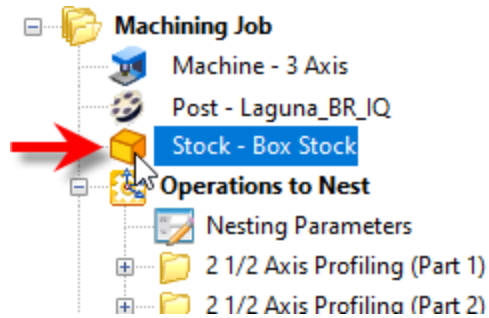 Machining Job
Machine - 3 Axis
Post - Laguna_BR_IQ
Stock - Box Stock
Operations to Nest
Nesting Parameters
2 1/2 Axis Profiling (Part 1)
2 1/2 Axis Profiling (Part 2)